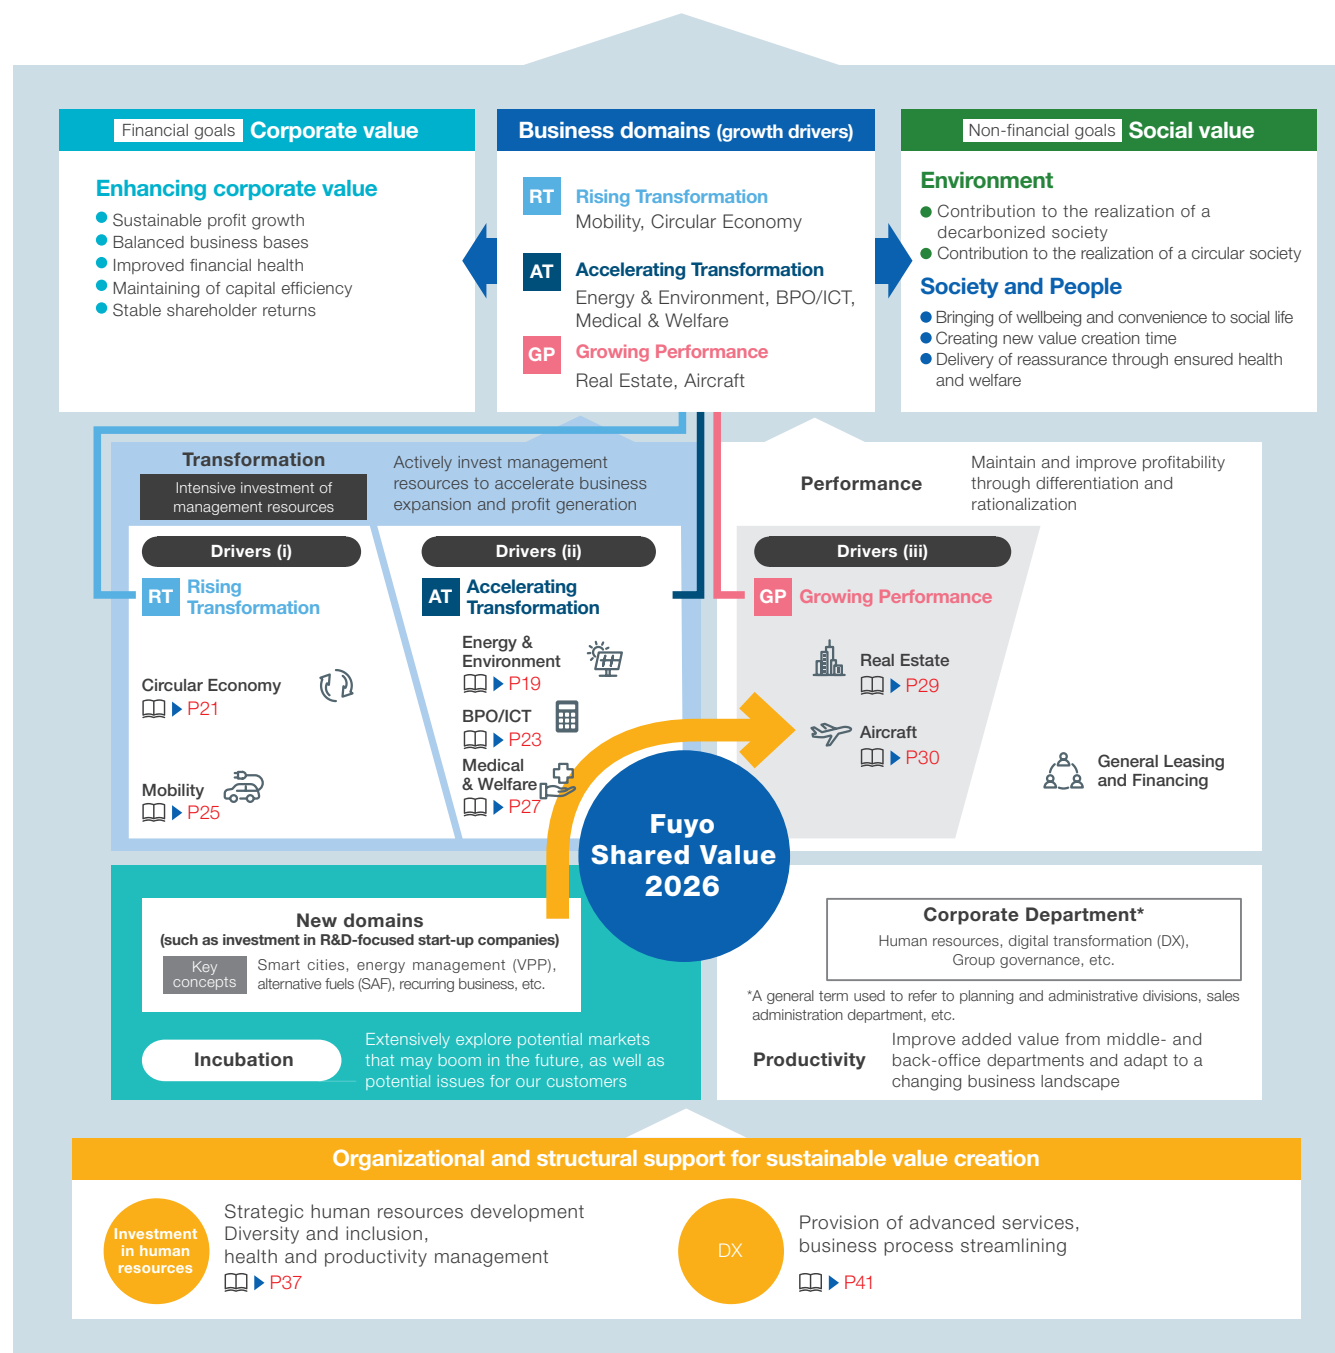 Financial goals Corporate value
Enhancing corporate value
Sustainable profit growth
Balanced business bases
Improved financial health
Maintaining of capital efficiency
Stable shareholder returns
Business domains (growth drivers)
RT Rising Transformation
Mobility, Circular Economy
AT Accelerating Transformation
Energy & Environment, BPO/ICT,
Medical & Welfare
GP Growing Performance
Real Estate, Aircraft
Non-financial goals Social value
Environment
Contribution to the realization of a
decarbonized society
Contribution to the realization of a circular society
Society and People
Bringing of wellbeing and convenience to social life
Creating new value creation time
Delivery of reassurance through ensured health
and welfare
Transformation
Intensive investment of
management resources
Actively invest management
resources to accelerate business
expansion and profit generation
Drivers (i)
RT Rising
Transformation
Circular Economy
P21
Mobility
P25
Drivers (ii)
AT Accelerating
Transformation
Energy &
Environment
P19
BPO/ICT
P23
Medical
& Welfare
P27
Performance
Maintain and improve profitability
through differentiation and
rationalization
Drivers (iii)
GP Growing Performance
Real Estate
P29
Aircraft
P30
General Leasing
and Financing
Fuyo
Shared Value
2026
New domains
(such as investment in R&D-focused start-up companies)
Key
concepts
Smart cities, energy management (VPP),
alternative fuels (SAF), recurring business, etc.
Incubation
Extensively explore potential markets
that may boom in the future, as well as
potential issues for our customers
Corporate Department*
Human resources, digital transformation (DX),
Group governance, etc.
*A general term used to refer to planning and administrative divisions, sales
administration department, etc.
Productivity
Improve added value from middle- and
back-office departments and adapt to a
changing business landscape
Organizational and structural support for sustainable value creation
Investment
in human
resources
Strategic human resources development
Diversity and inclusion,
health and productivity management
P37
DX
Provision of advanced services,
business process streamlining
P41